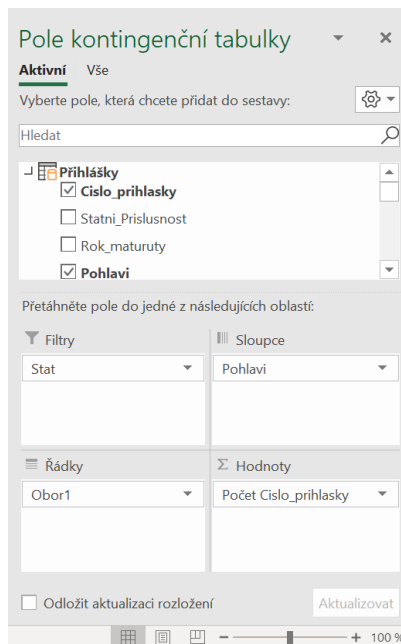 Pole kontingenční tabulky
Aktivní Vše
Vyberte pole, která chcete přidat do sestavy:
Hledat
Přihlášky
Cislo_prihlasky
Statni_Prislusnost
Rok_maturuty
Pohlavi
Přetáhněte pole do jedné z následujících oblastí:
Filtry
Stat
Sloupce
Pohlavi
Řádky
Obor1
Σ Hodnoty
Počet Cislo_prihlasky
Odložit aktualizaci rozložení
Aktualizovat
100 %